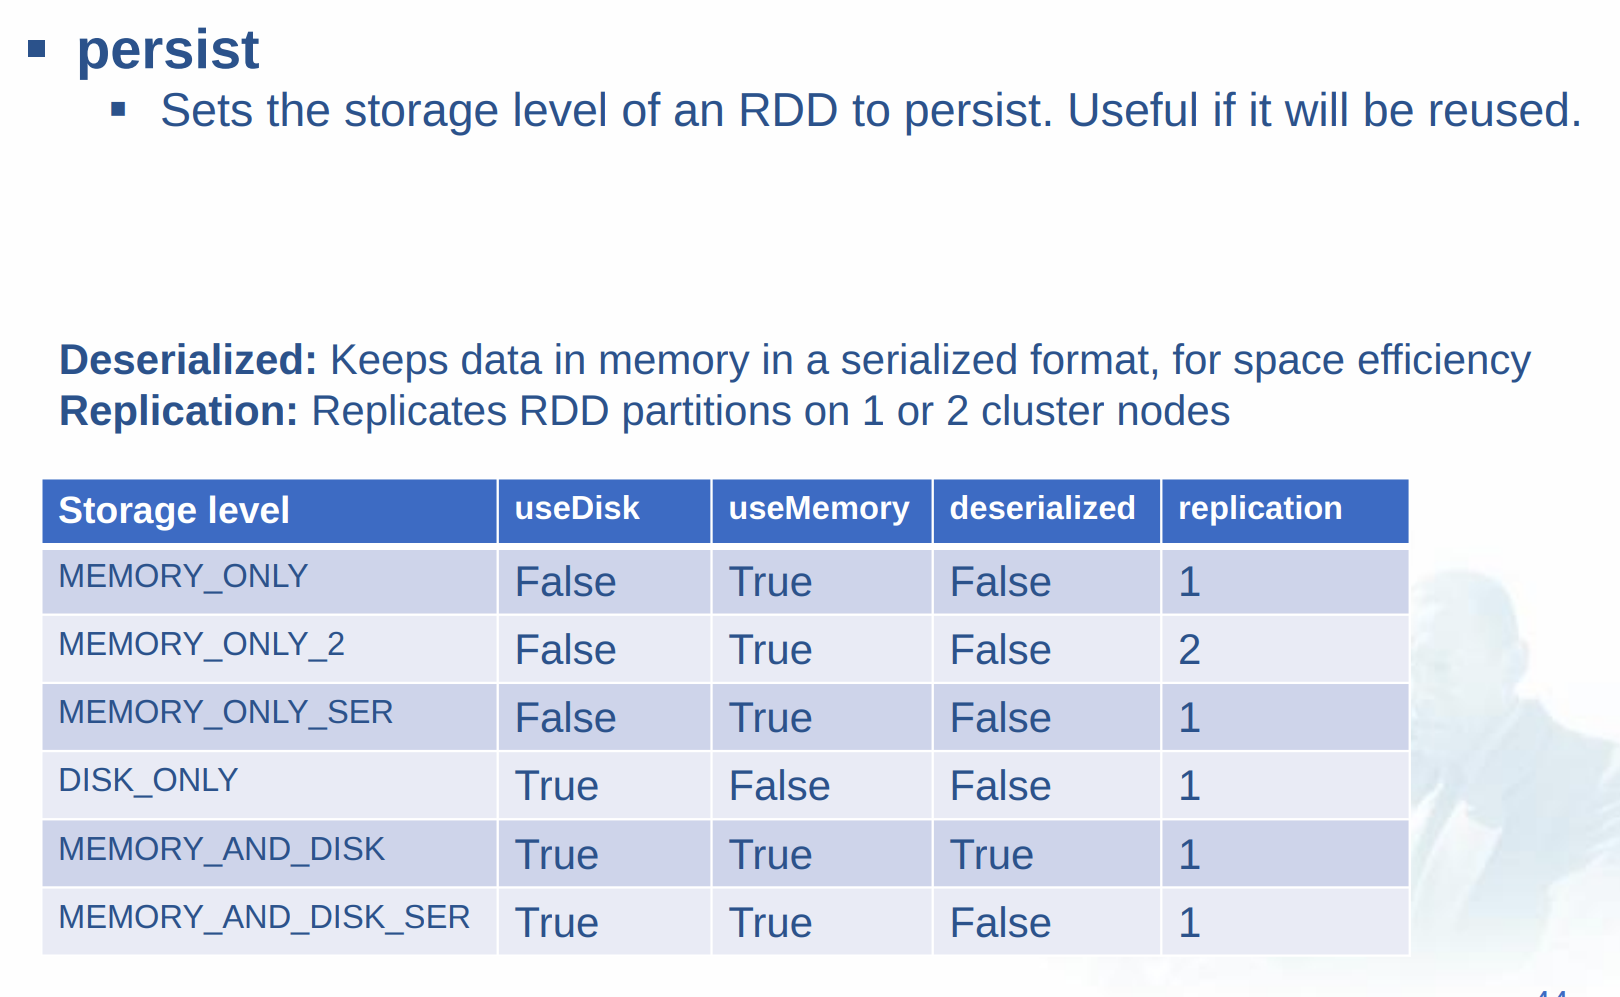 persist
Sets the storage level of an RDD to persist. Useful if it will be reused.
Deserialized: Keeps data in memory in a serialized format, for space efficiency
Replication: Replicates RDD partitions on 1 or 2 cluster nodes
Storage level useDisk useMemory deserialized replication
MEMORY_ONLY False True False 1
MEMORY_ONLY_2 False True False 2
MEMORY_ONLY_SER False True False 1
DISK_ONLY True False False 1
MEMORY_AND_DISK True True True 1
MEMORY_AND_DISK_SER True True False 1